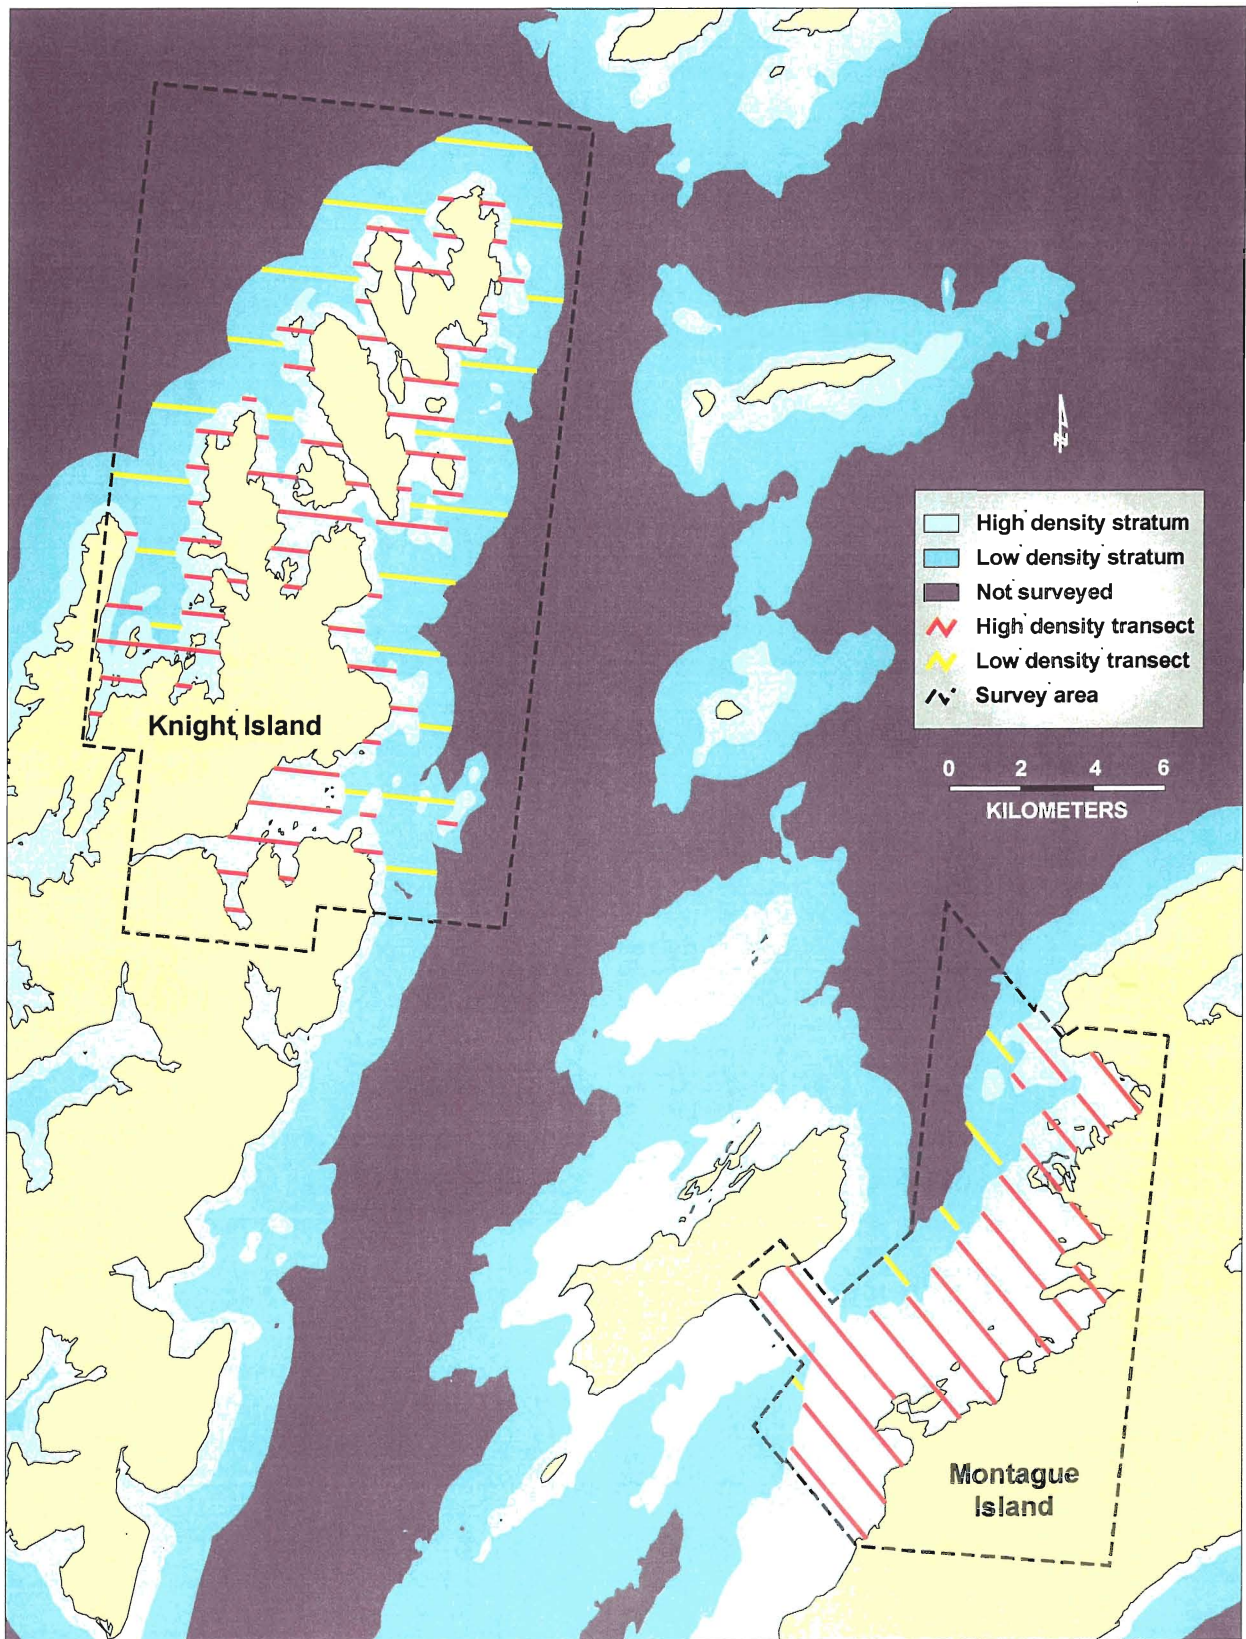 High density stratum
Low density stratum
Not surveyed
High density transect
Low density transect
Survey area
Knight Island
0 2 4 6
KILOMETERS
N
Montague
Island